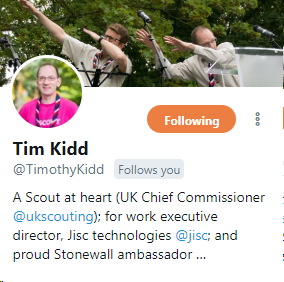 Following
Tim Kidd
@TimothyKidd Follows you
A Scout at heart (UK Chief Commissioner
@ukscouting); for work executive
director, Jisc technologies @jisc; and
proud Stonewall ambassador ...